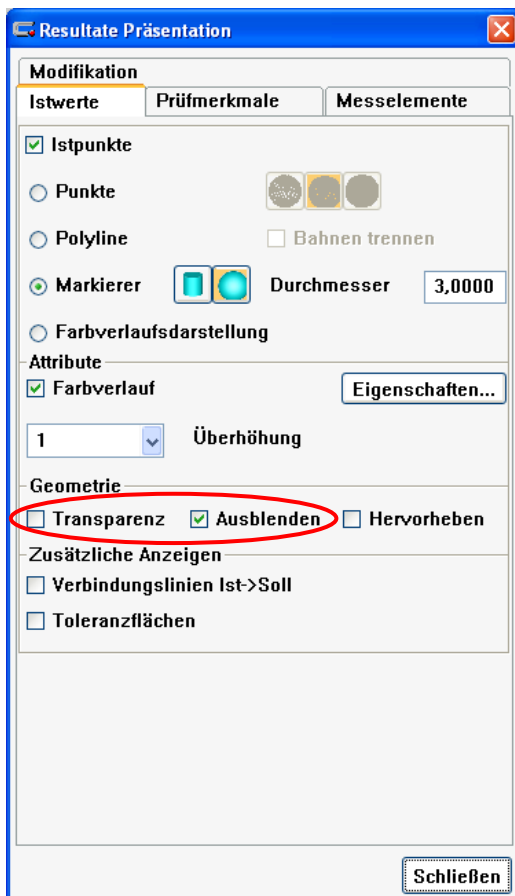 Resultate Präsentation
Modifikation
Istwerte Prüfmerkmale Messelemente
Istpunkte
Punkte
Polyline Bahnen trennen
Markierer Durchmesser 3,0000
Farbverlaufsdarstellung
Attribute
Farbverlauf Eigenschaften...
1 Überhöhung
Geometrie
Transparenz Ausblenden Hervorheben
Zusätzliche Anzeigen
Verbindungslinien Ist->Soll
Toleranzflächen
Schließen